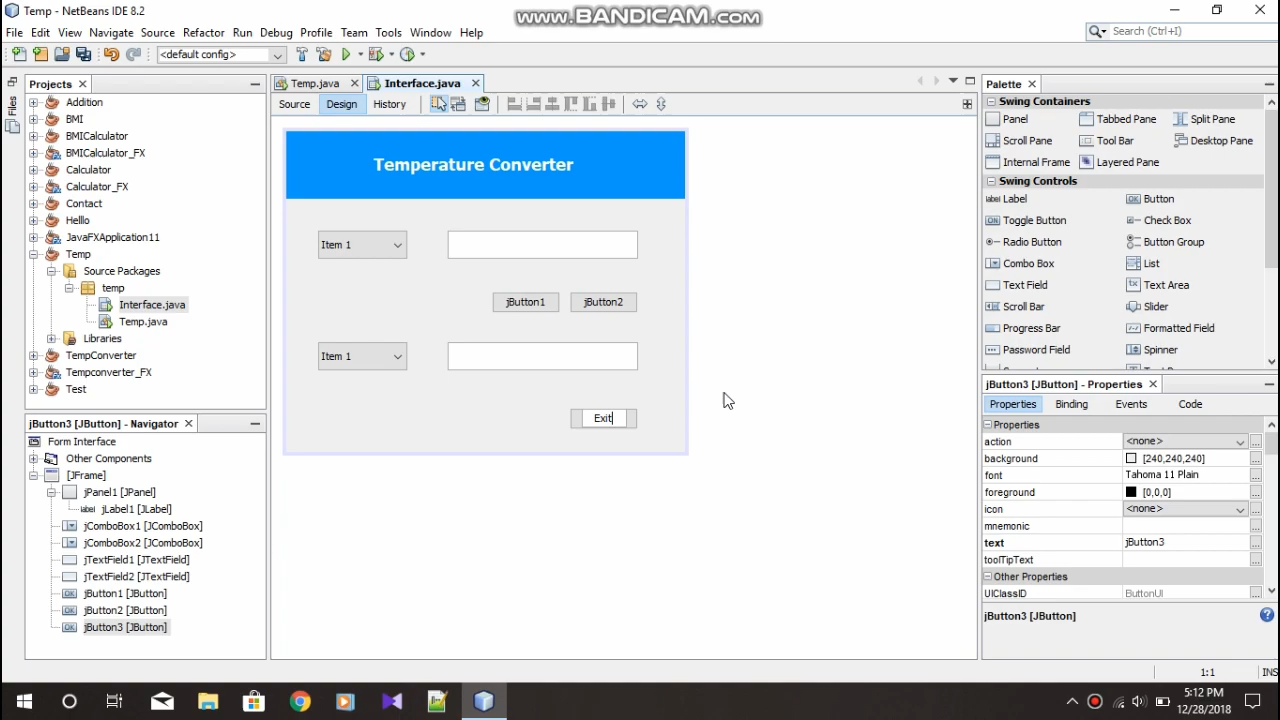 Temp - NetBeans IDE 8.2
www.BANDICAM.com
File Edit View Navigate Source Refactor Run Debug Profile Team Tools Window Help
Search (Ctrl+I)
<default config>
Projects
Files
Addition
BMI
BMICalculator
BMICalculator_FX
Calculator
Calculator_FX
Contact
Helllo
JavaFXApplication11
Temp
Source Packages
temp
Interface.java
Temp.java
Libraries
TempConverter
Tempconverter_FX
Test
jButton3 [JButton] - Navigator
Form Interface
Other Components
[JFrame]
jPanel1 [JPanel]
label jLabel1 [JLabel]
jComboBox1 [JComboBox]
jComboBox2 [JComboBox]
jTextField1 [JTextField]
jTextField2 [JTextField]
jButton1 [JButton]
jButton2 [JButton]
jButton3 [JButton]
Temp.java Interface.java
Source Design History
Temperature Converter
Item 1
jButton1 jButton2
Item 1
Exit
Palette
Swing Containers
Panel Tabbed Pane Split Pane
Scroll Pane Tool Bar Desktop Pane
Internal Frame Layered Pane
Swing Controls
label Label OK Button
ON Toggle Button Check Box
Radio Button Button Group
Combo Box List
Text Field Text Area
Scroll Bar Slider
Progress Bar Formatted Field
Password Field Spinner
jButton3 [JButton] - Properties
Properties Binding Events Code
Properties
action <none>
background [240,240,240]
font Tahoma 11 Plain
foreground [0,0,0]
icon <none>
mnemonic
text jButton3
toolTipText
Other Properties
UIClassID ButtonUI
jButton3 [JButton]
1:1 INS
5:12 PM
12/28/2018